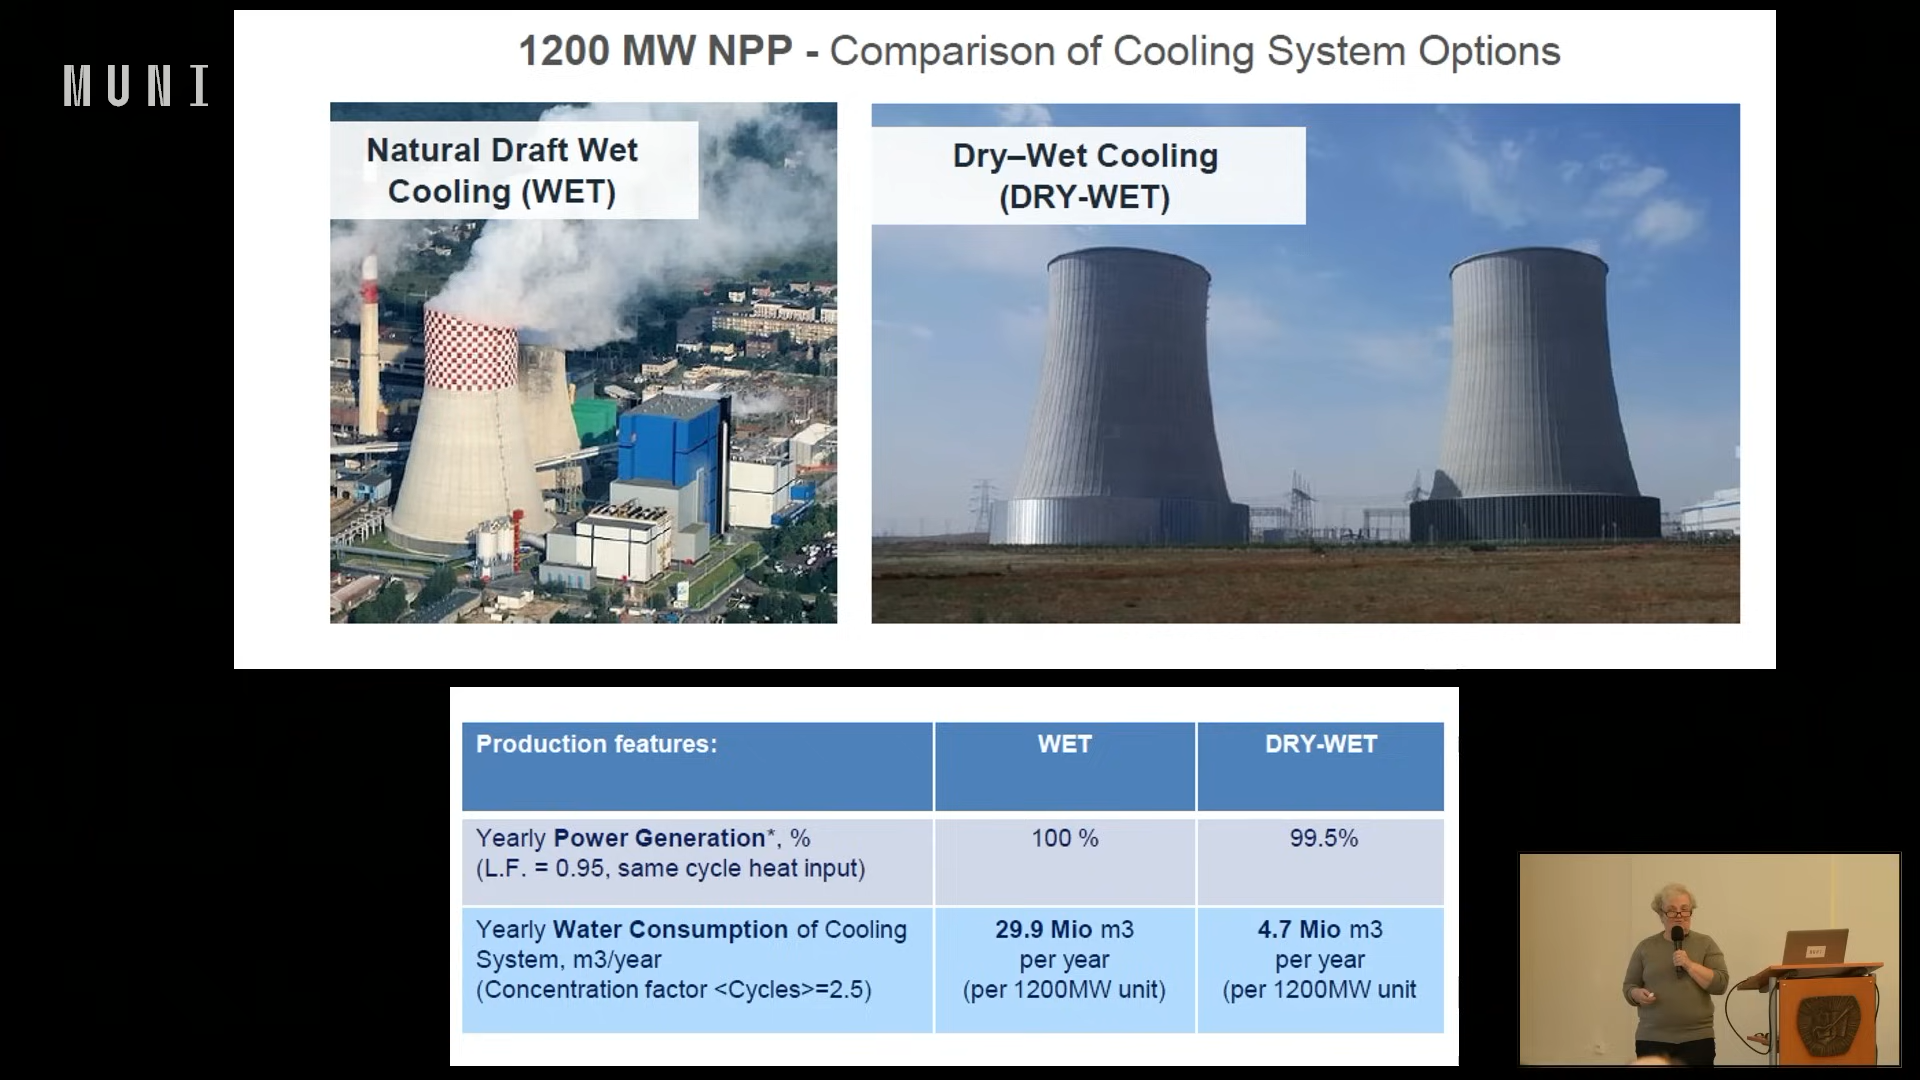 MUNI
1200 MW NPP - Comparison of Cooling System Options
Natural Draft Wet
Cooling (WET)
Dry–Wet Cooling
(DRY-WET)
Production features:
WET
DRY-WET
Yearly Power Generation*, %
(L.F. = 0.95, same cycle heat input)
100 %
99.5%
Yearly Water Consumption of Cooling
System, m3/year
(Concentration factor <Cycles>=2.5)
29.9 Mio m3
per year
(per 1200MW unit)
4.7 Mio m3
per year
(per 1200MW unit